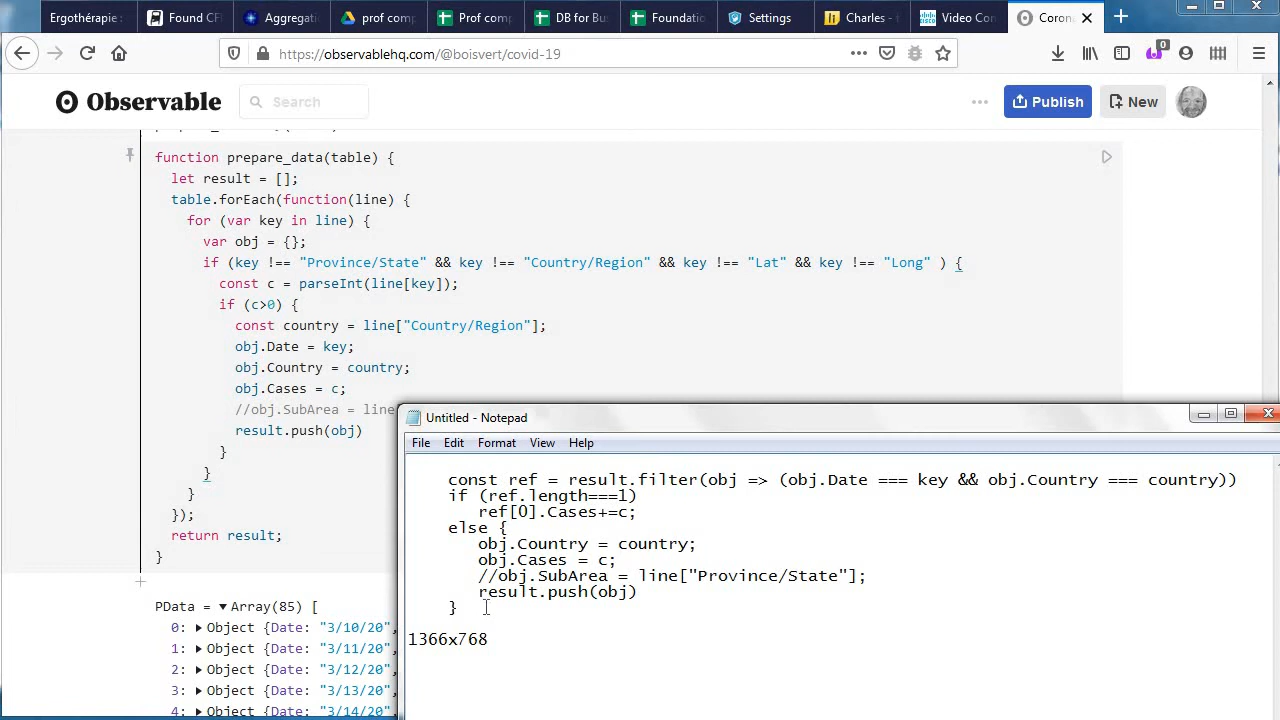 Ergothérapie :
Found CF
Aggregati
prof comp
Prof comp
DB for Bus
Foundatio
Settings
Charles -
Video Con
Coron
https://observablehq.com/@boisvert/covid-19
0
Observable
Search
Publish
New
function prepare_data(table) {
let result = [];
table.forEach(function(line) {
for (var key in line) {
var obj = {};
if (key !== "Province/State" && key !== "Country/Region" && key !== "Lat" && key !== "Long" ) {
const c = parseInt(line[key]);
if (c>0) {
const country = line["Country/Region"];
obj.Date = key;
obj.Country = country;
obj.Cases = c;
//obj.SubArea = line
result.push(obj)
}
}
}
});
return result;
}
PData = ▼Array(85) [
0: ▶Object {Date: "3/10/20",
1: ▶Object {Date: "3/11/20",
2: ▶Object {Date: "3/12/20",
3: ▶Object {Date: "3/13/20",
4: ▶Object {Date: "3/14/20",
Untitled - Notepad
File Edit Format View Help
const ref = result.filter(obj => (obj.Date === key && obj.Country === country))
if (ref.length===1)
ref[0].Cases+=c;
else {
obj.Country = country;
obj.Cases = c;
//obj.SubArea = line["Province/State"];
result.push(obj)
}
1366x768